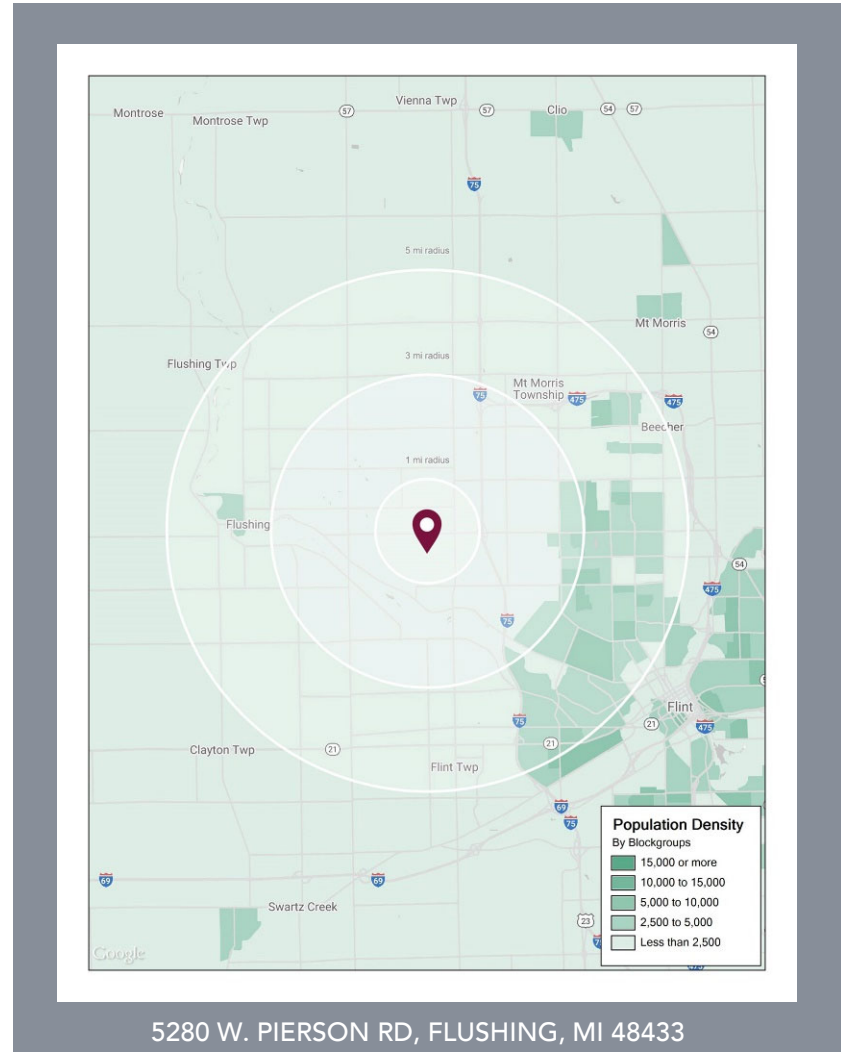 Montrose
Montrose Twp
57
Vienna Twp
57
Clio
54
57
75
5 mi radius
Mt Morris
54
3 mi radius
Flushing Twp
75
Mt Morris
Township
475
475
Beecher
1 mi radius
Flushing
54
475
75
Flint
75
21
475
21
21
Clayton Twp
Flint Twp
69
75
69
69
Swartz Creek
23
Google
Population Density
By Blockgroups
15,000 or more
10,000 to 15,000
5,000 to 10,000
2,500 to 5,000
Less than 2,500
5280 W. PIERSON RD, FLUSHING, MI 48433